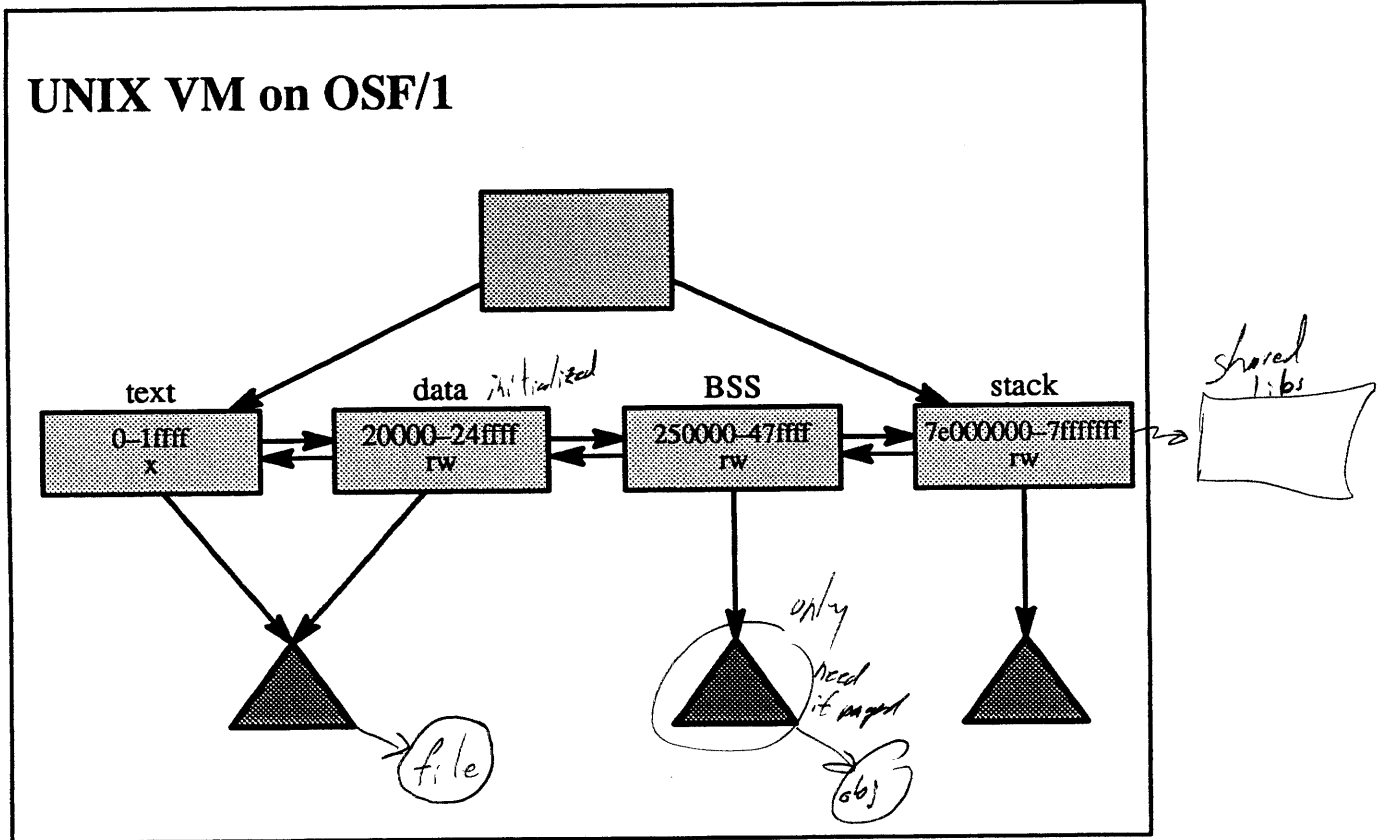 UNIX VM on OSF/1
shared
libs
text
data initialized
BSS
stack
0–1ffff
x
20000–24ffff
rw
250000–47ffff
rw
7e000000–7fffffff
rw
only
need
if paged
file
obj